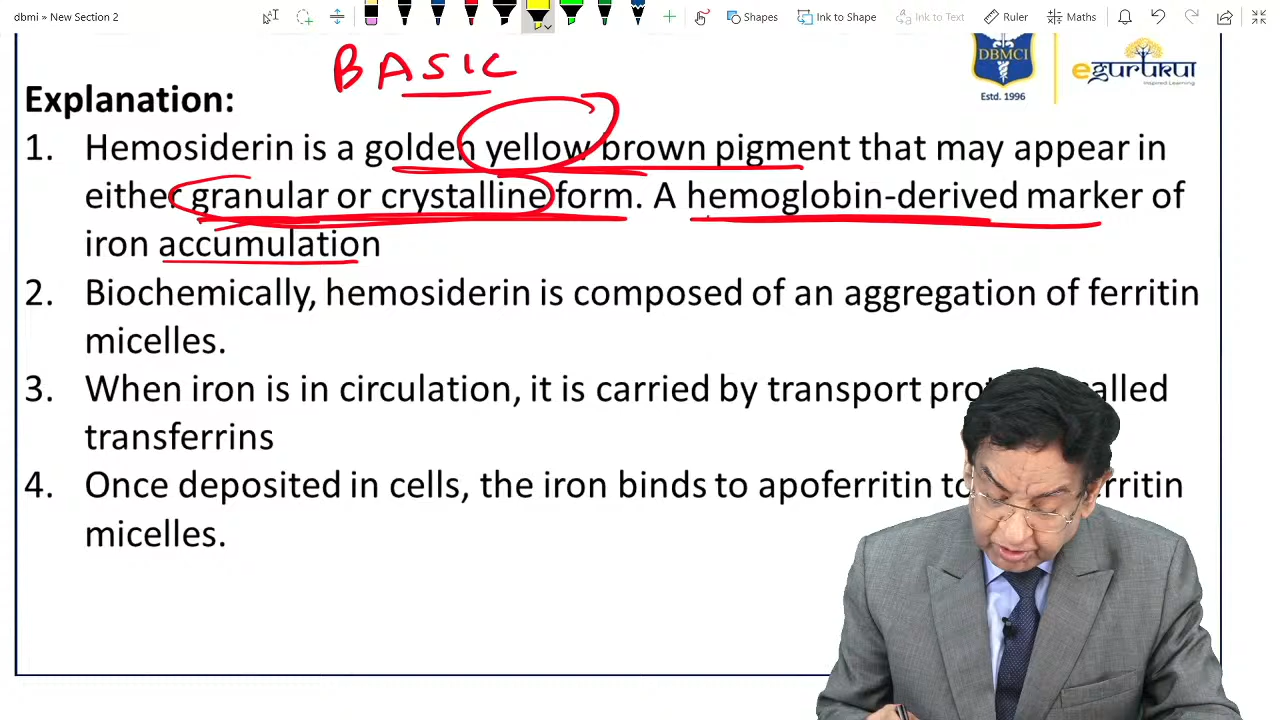 dbmi » New Section 2
Shapes
Ink to Shape
Ink to Text
Ruler
Maths
BASIC
DBMCI
Estd. 1996
egurukul
Inspired Learning
Explanation:
1. Hemosiderin is a golden yellow brown pigment that may appear in
either granular or crystalline form. A hemoglobin-derived marker of
iron accumulation
2. Biochemically, hemosiderin is composed of an aggregation of ferritin
micelles.
3. When iron is in circulation, it is carried by transport called
transferrins
4. Once deposited in cells, the iron binds to apoferritin
micelles.